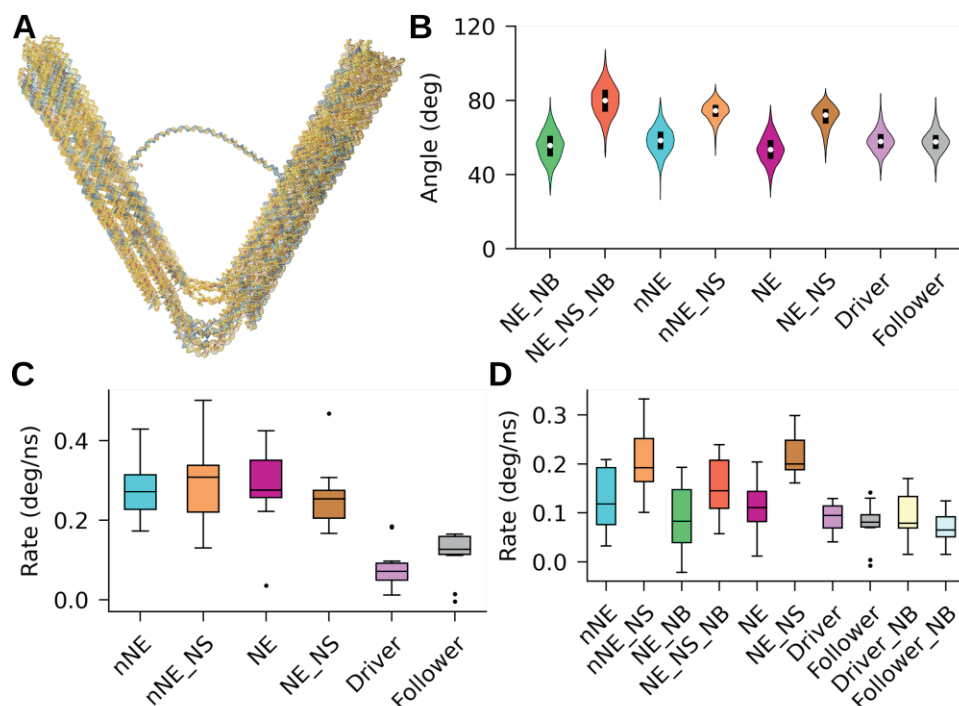 A
B
Angle (deg)
120
80
40
0
NE_NB
NE_NS_NB
nNE
nNE_NS
NE
NE_NS
Driver
Follower
C
Rate (deg/ns)
0.4
0.2
0.0
nNE
nNE_NS
NE
NE_NS
Driver
Follower
D
Rate (deg/ns)
0.3
0.2
0.1
0.0
nNE
nNE_NS
NE_NB
NE_NS_NB
NE
NE_NS
Driver
Follower
Driver_NB
Follower_NB